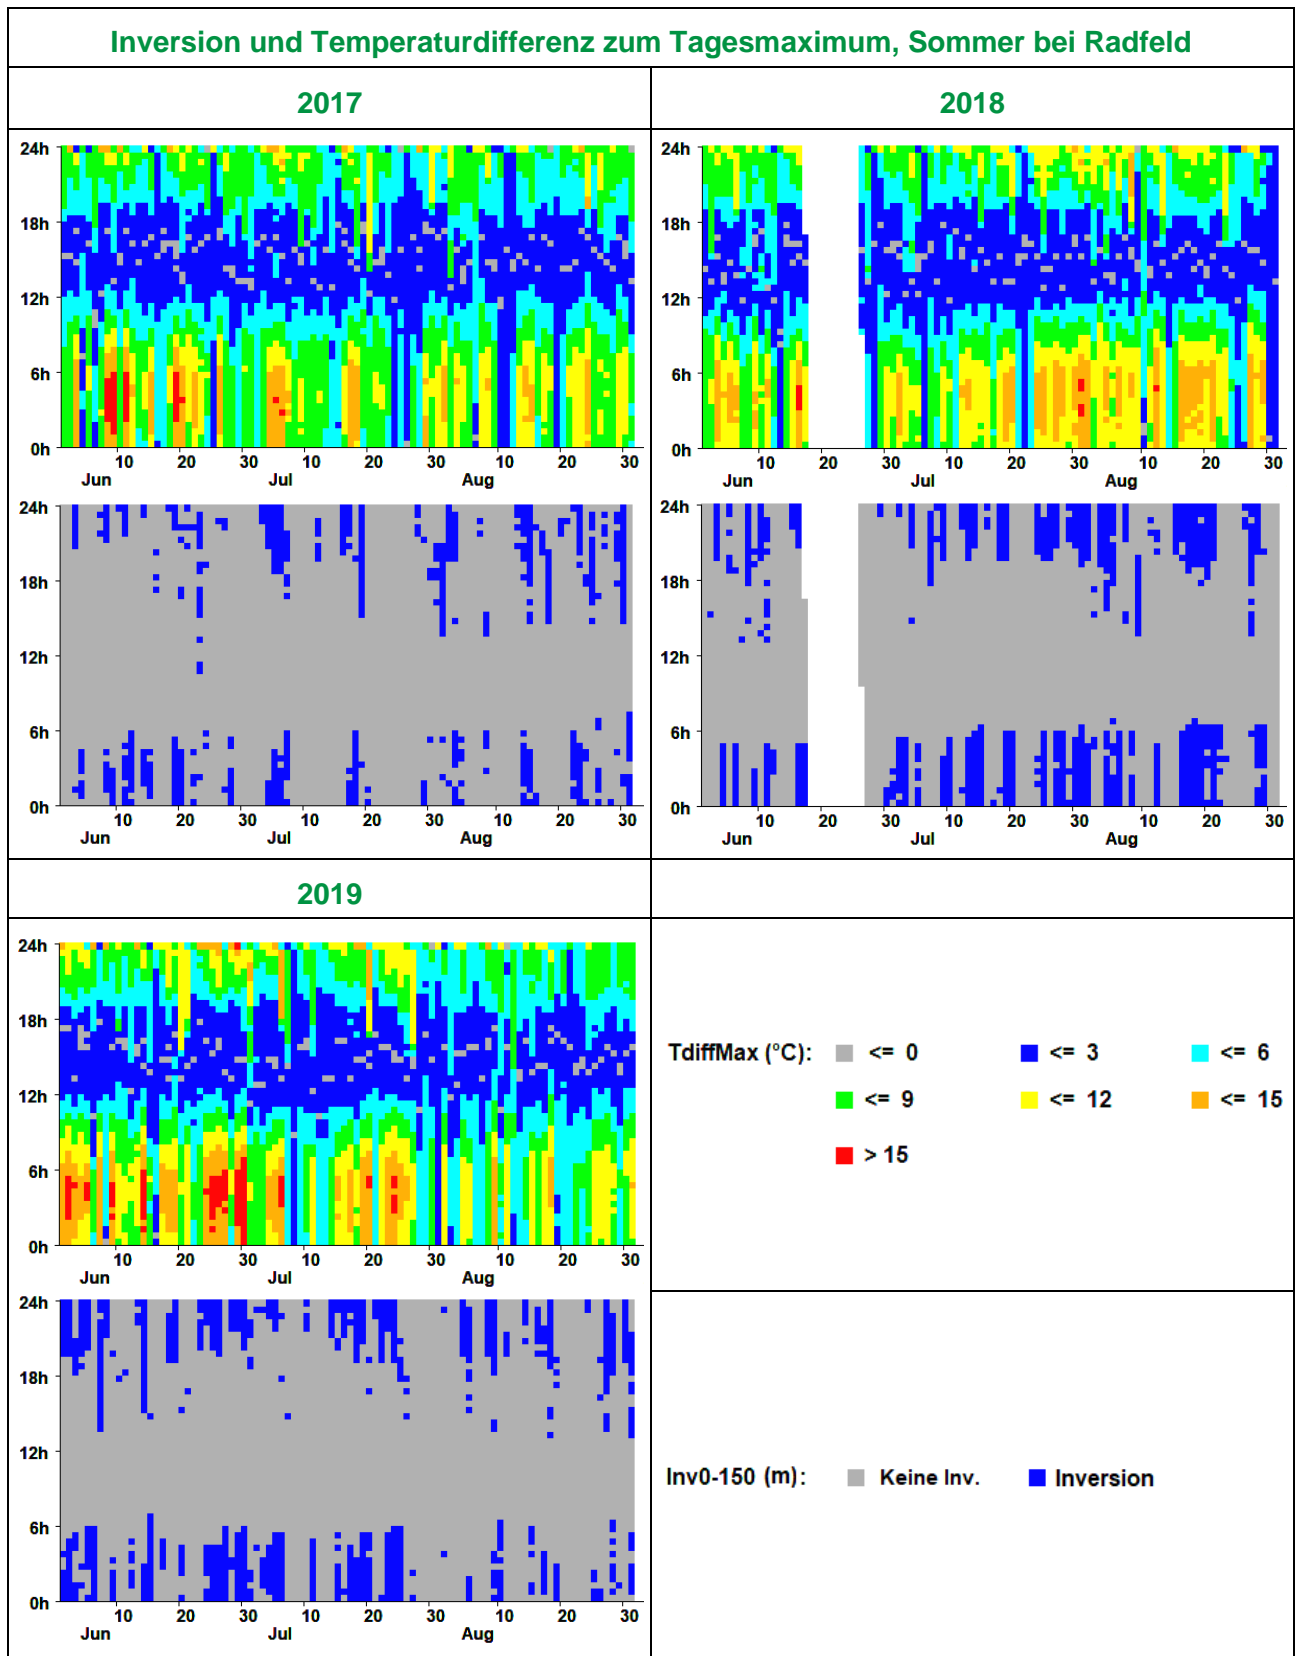 Inversion und Temperaturdifferenz zum Tagesmaximum, Sommer bei Radfeld
2017 2018
24h
18h
12h
6h
0h
10 20 30 10 20 30 10 20 30
Jun Jul Aug
24h
18h
12h
6h
0h
10 20 30 10 20 30 10 20 30
Jun Jul Aug
24h
18h
12h
6h
0h
10 20 30 10 20 30 10 20 30
Jun Jul Aug
24h
18h
12h
6h
0h
10 20 30 10 20 30 10 20 30
Jun Jul Aug
2019
24h
18h
12h
6h
0h
10 20 30 10 20 30 10 20 30
Jun Jul Aug
24h
18h
12h
6h
0h
10 20 30 10 20 30 10 20 30
Jun Jul Aug
TdiffMax (°C): <= 0 <= 3 <= 6
<= 9 <= 12 <= 15
> 15
Inv0-150 (m): Keine Inv. Inversion